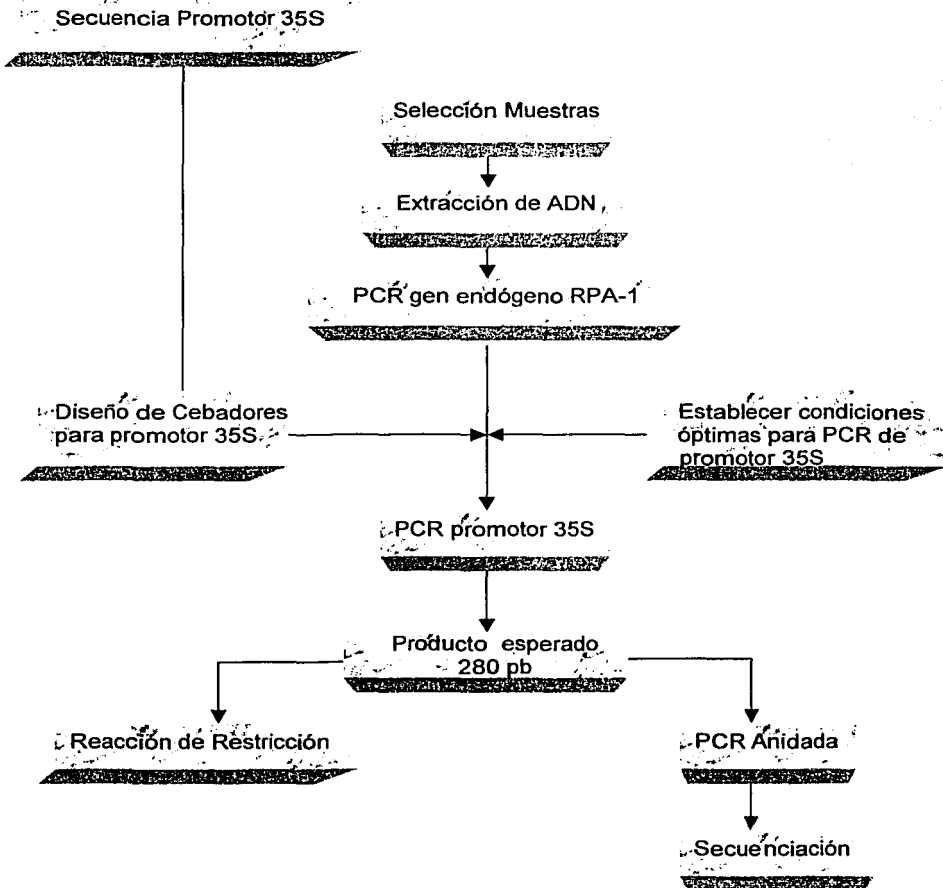 Secuencia Promotor 35S
Selección Muestras
Extracción de ADN
PCR gen endógeno RPA-1
Diseño de Cebadores
para promotor 35S
Establecer condiciones
óptimas para PCR de
promotor 35S
PCR promotor 35S
Producto esperado
280 pb
Reacción de Restricción
PCR Anidada
Secuenciación